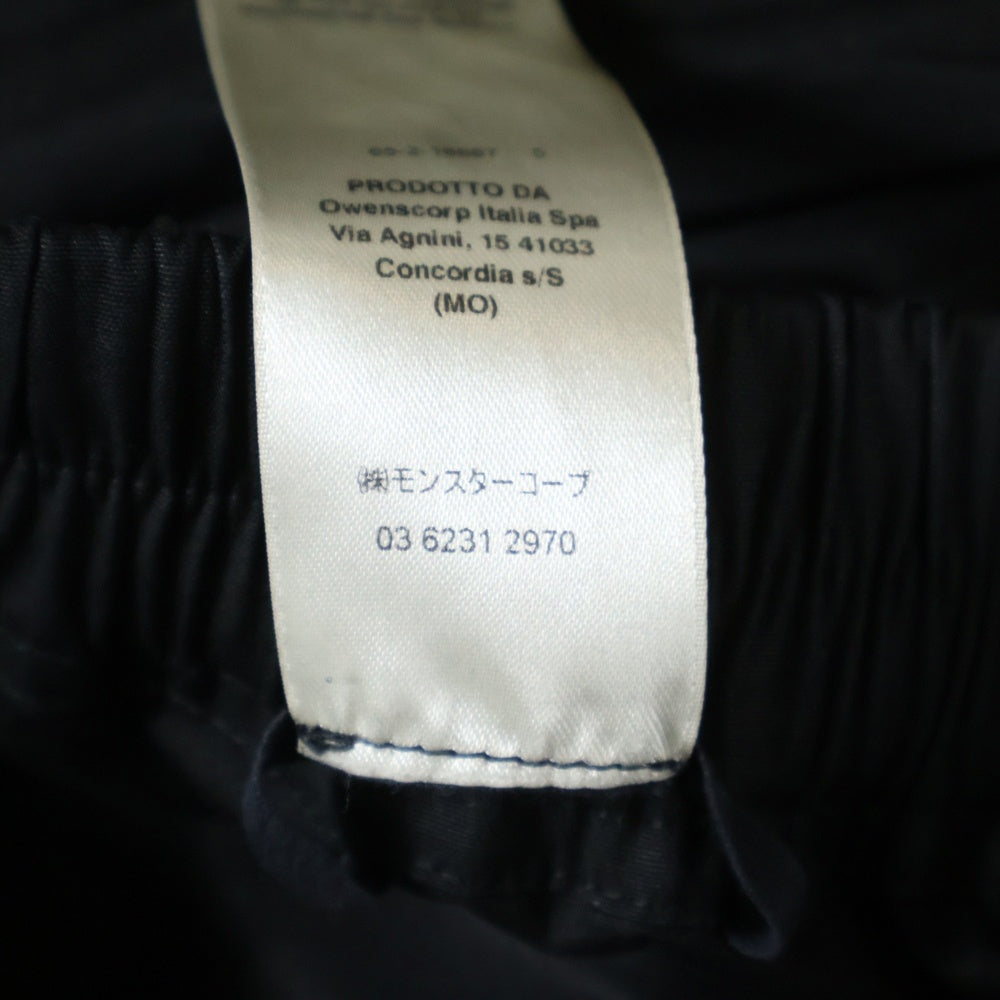 PRODOTTO DA
Owenscorp Italia Spa
Via Agnini, 15 41033
Concordia s/S
(MO)
㈱モンスターコープ
03 6231 2970